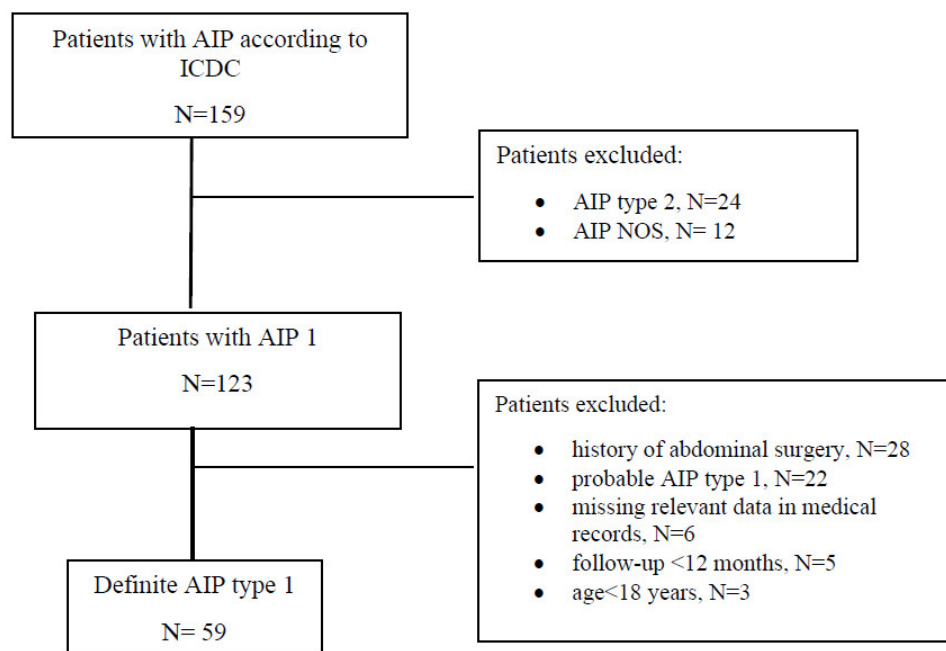 Patients with AIP according to
ICDC
N=159
Patients excluded:
• AIP type 2, N=24
• AIP NOS, N= 12
Patients with AIP 1
N=123
Patients excluded:
• history of abdominal surgery, N=28
• probable AIP type 1, N=22
• missing relevant data in medical
records, N=6
• follow-up <12 months, N=5
• age<18 years, N=3
Definite AIP type 1
N= 59